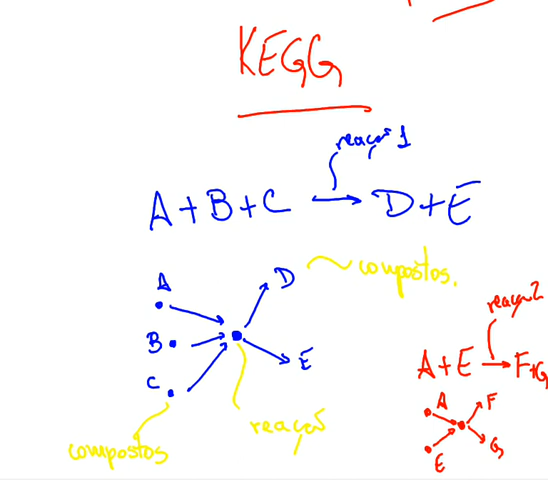 KEGG
reação 1
A + B + C → D + E
A
D
compostos.
B
E
C
compostos
reação
reação 2
A + E → F + G
A
F
E
G